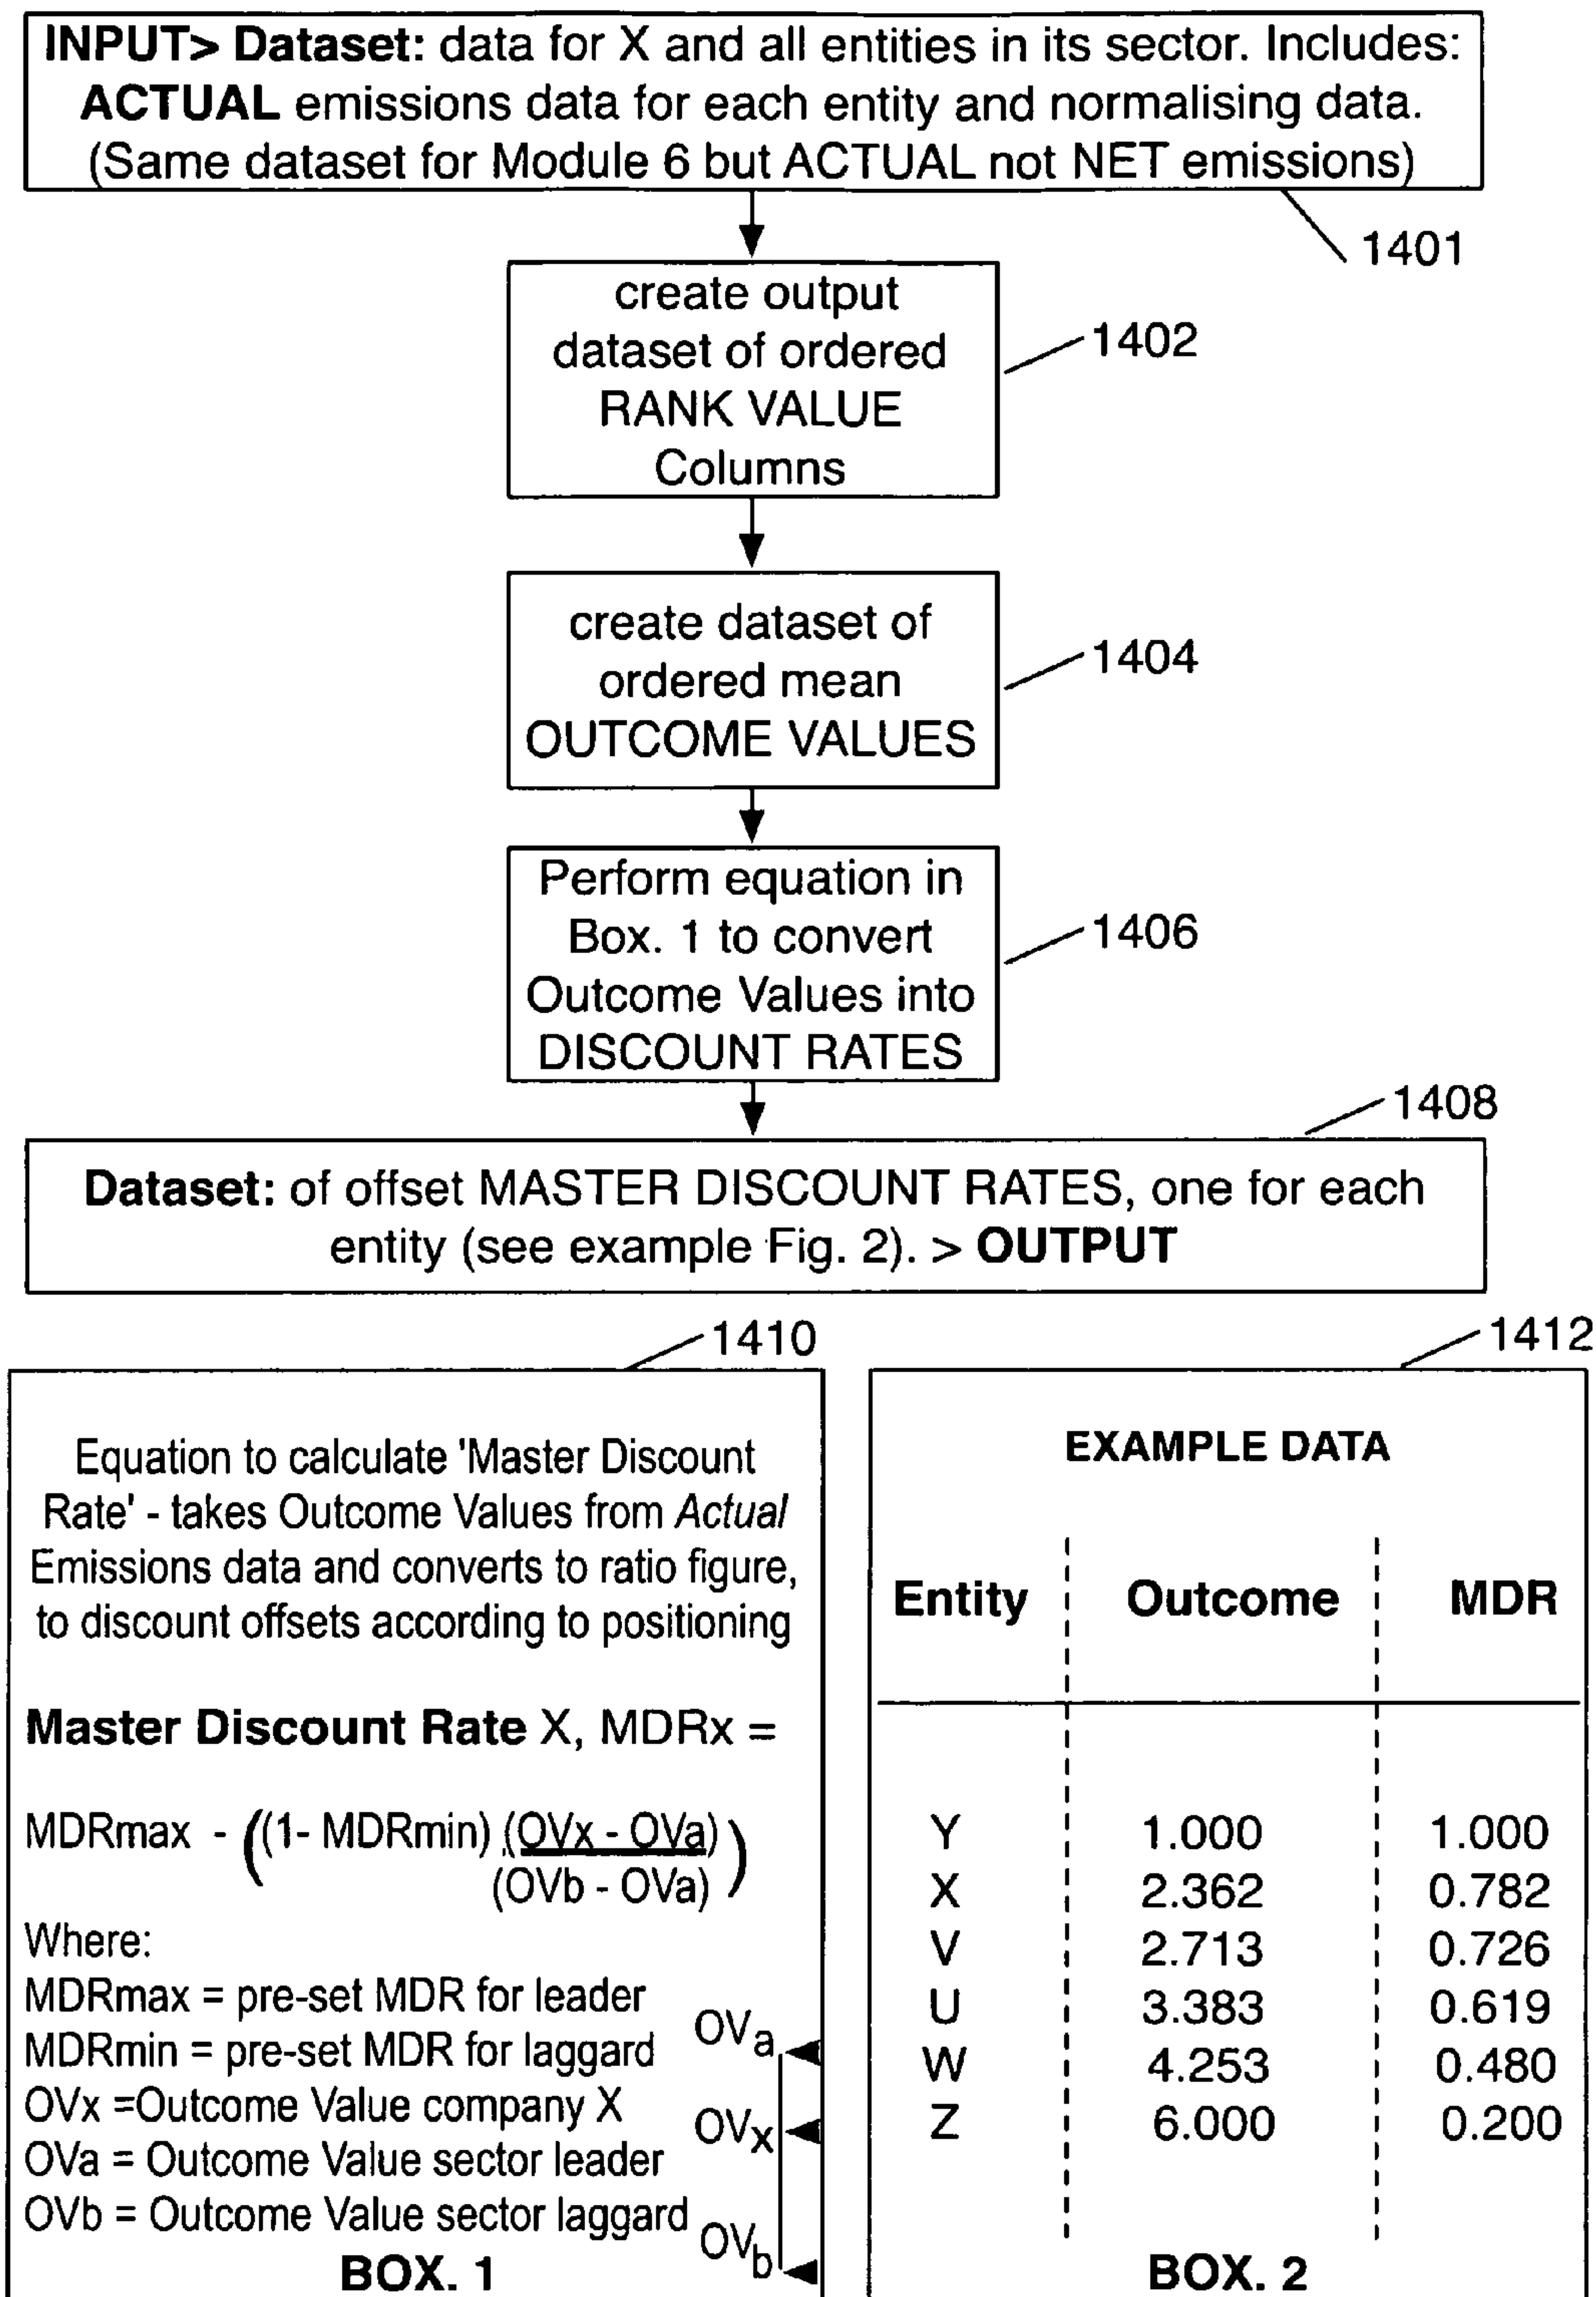 INPUT> Dataset: data for X and all entities in its sector. Includes:
ACTUAL emissions data for each entity and normalising data.
(Same dataset for Module 6 but ACTUAL not NET emissions)
1401
create output
dataset of ordered
RANK VALUE
Columns
1402
create dataset of
ordered mean
OUTCOME VALUES
1404
Perform equation in
Box. 1 to convert
Outcome Values into
DISCOUNT RATES
1406
1408
Dataset: of offset MASTER DISCOUNT RATES, one for each
entity (see example Fig. 2). > OUTPUT
1410
Equation to calculate 'Master Discount
Rate' - takes Outcome Values from Actual
Emissions data and converts to ratio figure,
to discount offsets according to positioning
Master Discount Rate X, MDRx =
MDRmax - ((1- MDRmin) (OVx - OVa)
(OVb - OVa) )
Where:
MDRmax = pre-set MDR for leader
MDRmin = pre-set MDR for laggard
OVx =Outcome Value company X
OVa = Outcome Value sector leader
OVb = Outcome Value sector laggard
OVa
OVx
OVb
BOX. 1
1412
EXAMPLE DATA
Entity Outcome MDR
Y 1.000 1.000
X 2.362 0.782
V 2.713 0.726
U 3.383 0.619
W 4.253 0.480
Z 6.000 0.200
BOX. 2